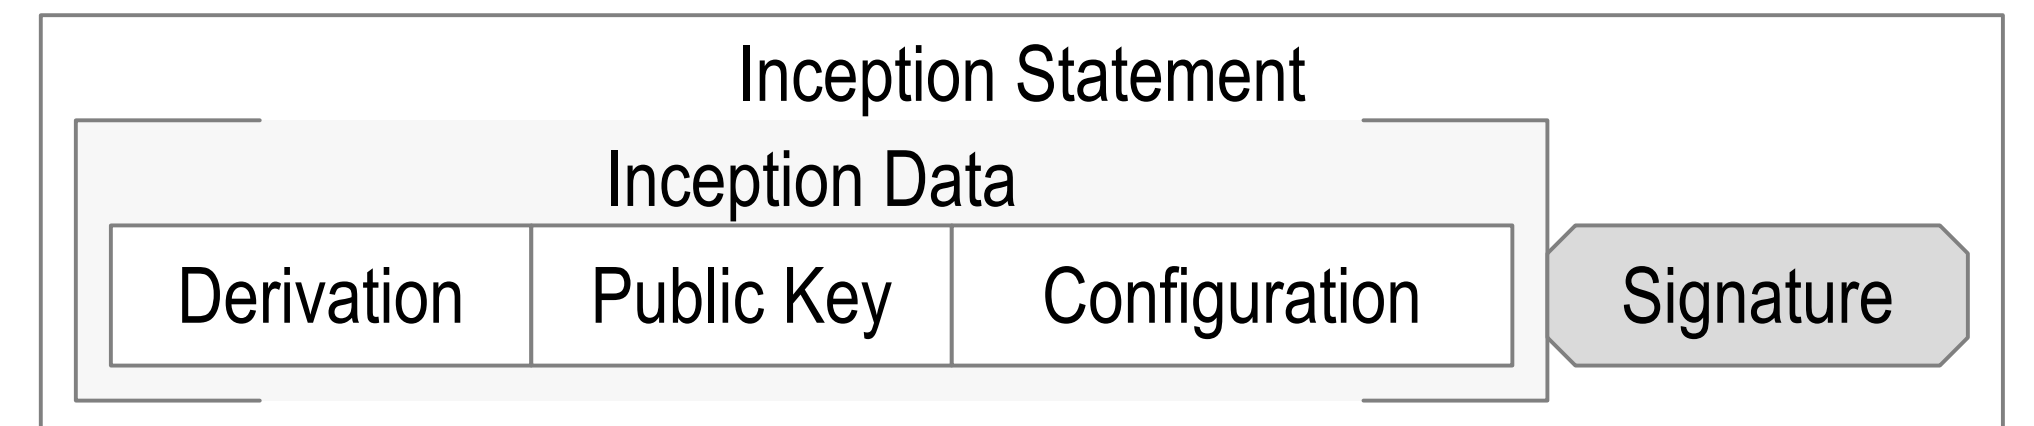 Inception Statement
Inception Data
Derivation Public Key Configuration Signature